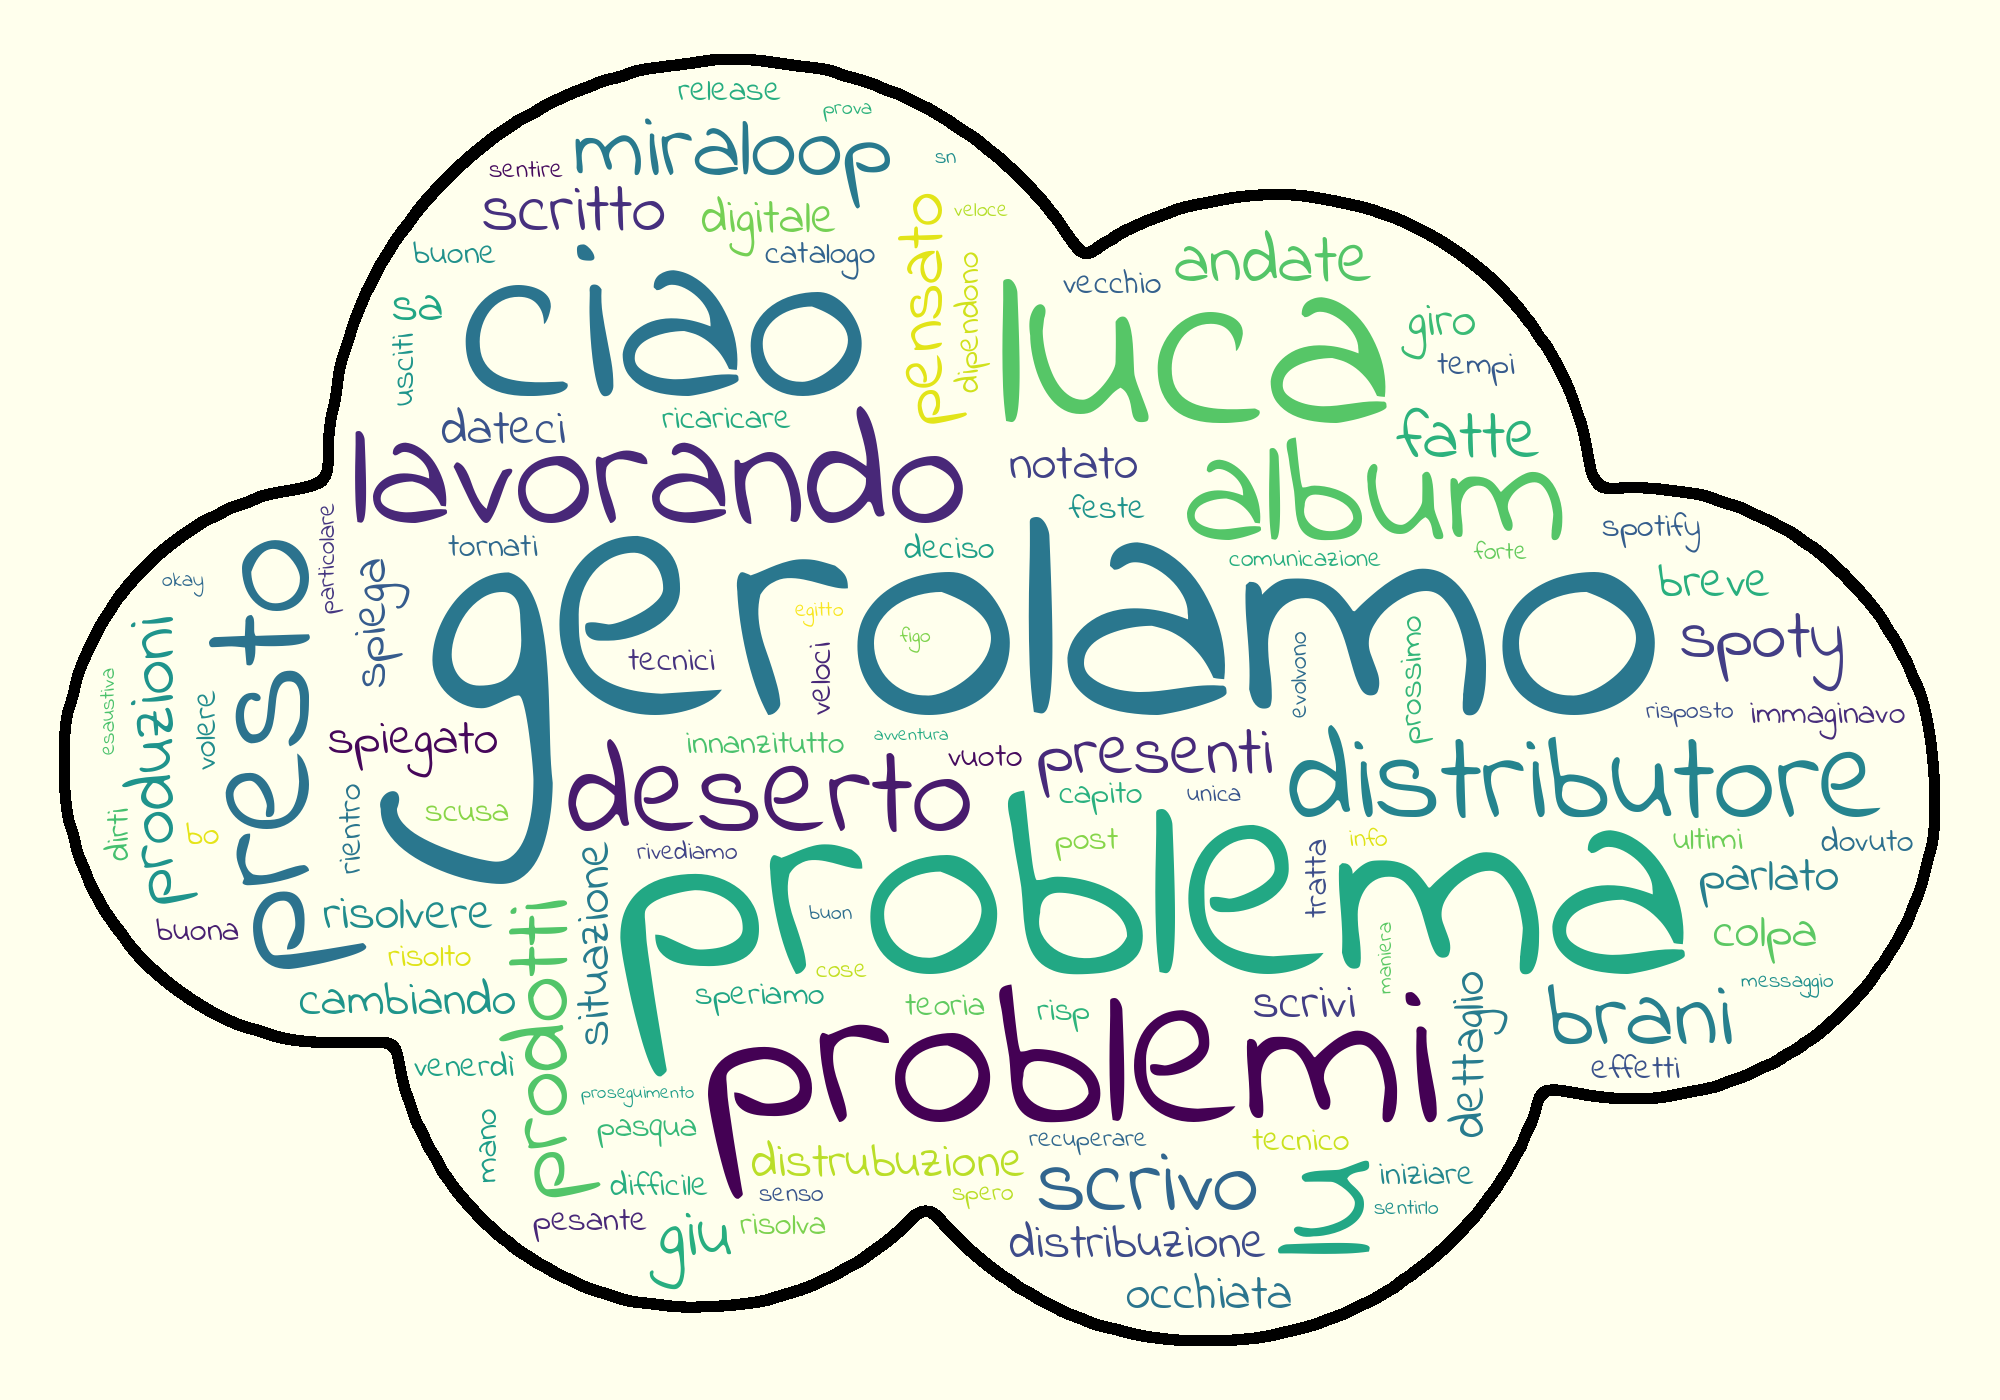 release
prova
miraloop
sn
sentire
scritto
digitale
veloce
pensato
buone
catalogo
andate
ciao
luca
vecchio
dipendono
sa
giro
usciti
tempi
dateci
ricaricare
fatte
lavorando
notato
album
feste
particolare
tornati
deciso
comunicazione
forte
spotify
okay
presto
spiega
gerolamo
egitto
figo
tecnici
veloci
evolvono
prossimo
breve
spoty
produzioni
esaustiva
volere
risposto
immaginavo
spiegato
innanzitutto
avventura
vuoto
presenti
distributore
deserto
capito
unica
dirti
bo
rientro
scusa
rivediamo
problema
post
tratta
info
ultimi
dovuto
parlato
buona
risolvere
situazione
buon
colpa
risolto
prodotti
cose
maniera
messaggio
cambiando
speriamo
teoria
risp
scrivi
dettaglio
brani
venerdì
problemi
effetti
proseguimento
mano
pasqua
distrubuzione
recuperare
tecnico
difficile
senso
spero
scrivo
lm
iniziare
sentirlo
pesante
giu
risolva
distribuzione
occhiata